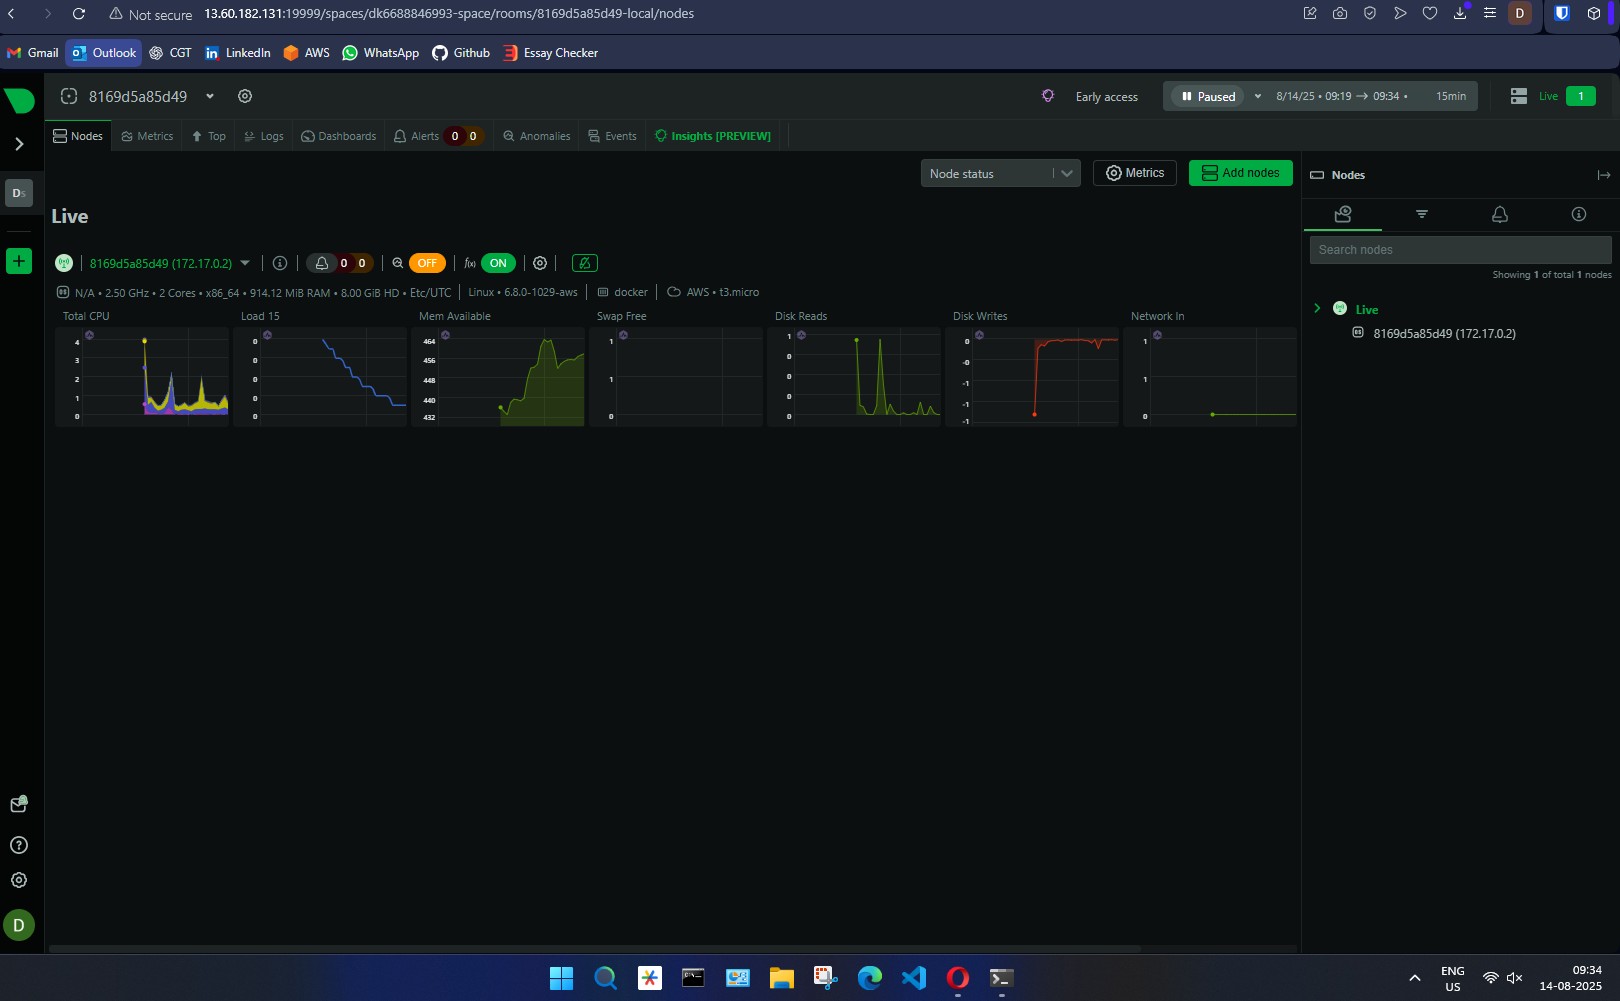 Not secure 13.60.182.131:19999/spaces/dk6688846993-space/rooms/8169d5a85d49-local/nodes D
Gmail Outlook CGT LinkedIn AWS WhatsApp Github Essay Checker
8169d5a85d49 Early access Paused 8/14/25 • 09:19 → 09:34 • 15min Live 1
Nodes Metrics Top Logs Dashboards Alerts 0 0 Anomalies Events Insights [PREVIEW]
Node status Metrics Add nodes Nodes
Ds
Live
Search nodes
Showing 1 of total 1 nodes
8169d5a85d49 (172.17.0.2) 0 0 OFF f(x) ON
N/A • 2.50 GHz • 2 Cores • x86_64 • 914.12 MiB RAM • 8.00 GiB HD • Etc/UTC Linux • 6.8.0-1029-aws docker AWS • t3.micro
Live
8169d5a85d49 (172.17.0.2)
Total CPU
4
3
2
1
0
Load 15
0
0
0
0
0
Mem Available
464
456
448
440
432
Swap Free
1
1
0
Disk Reads
1
0
0
0
0
Disk Writes
0
-0
-1
-1
-1
Network In
1
1
0
D
ENG
US
09:34
14-08-2025